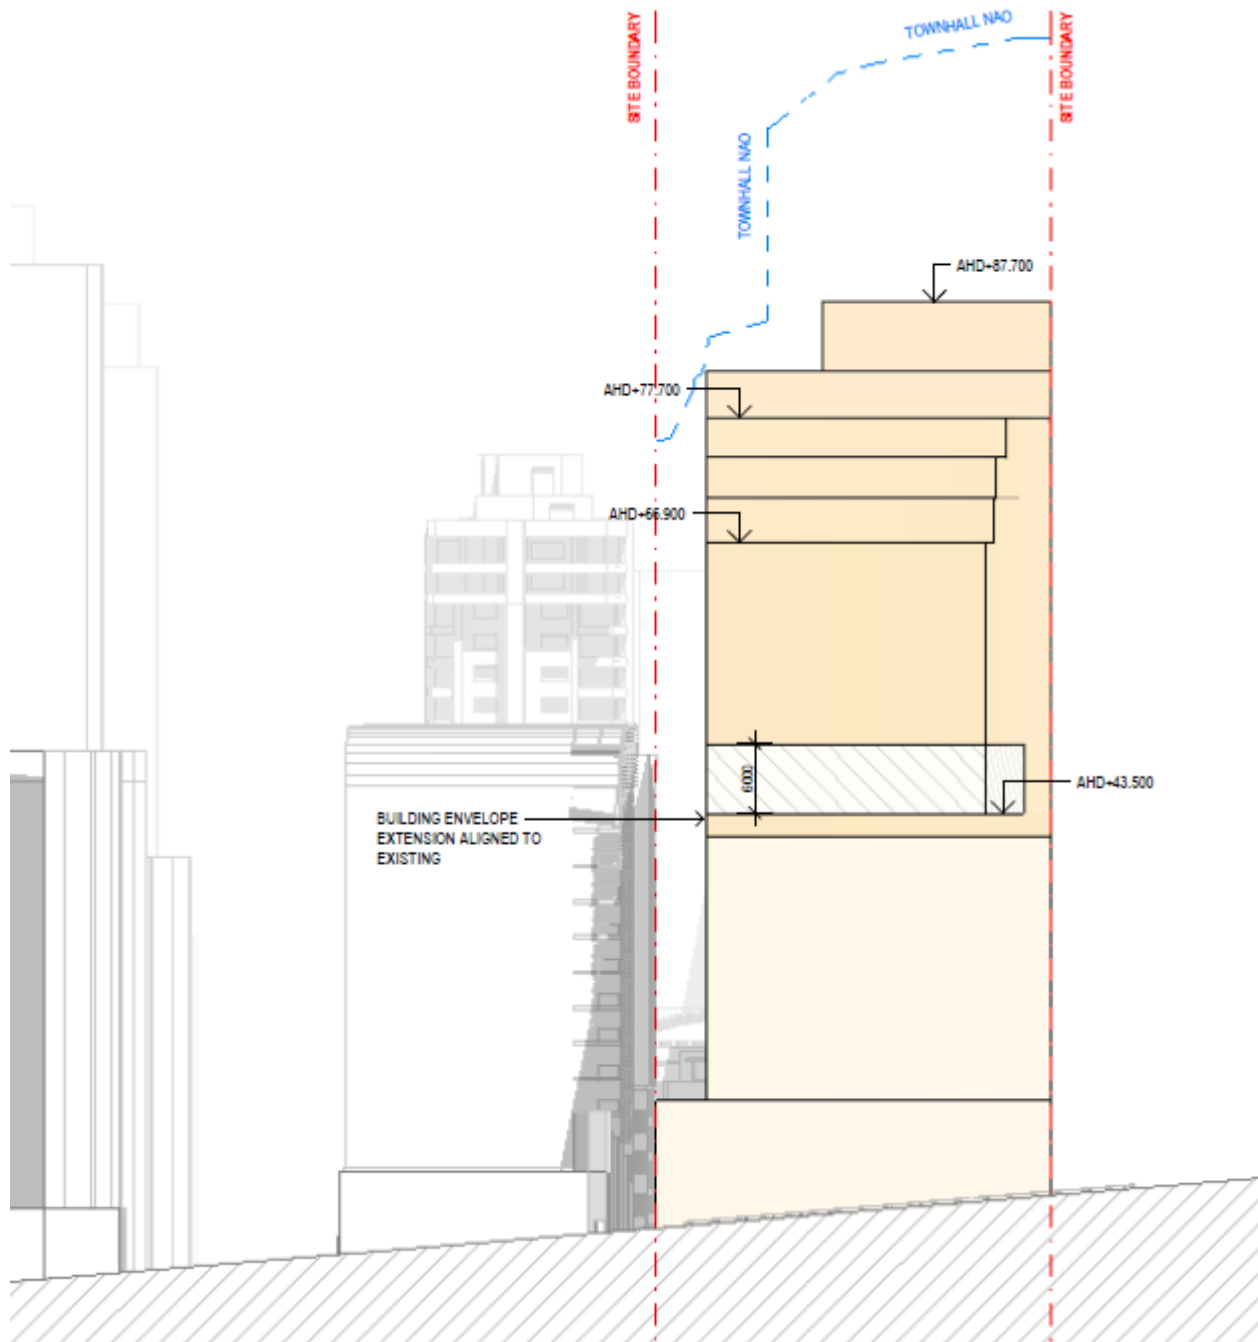 SITE BOUNDARY
TOWNHALL NAO
SITE BOUNDARY
TOWNHALL NAO
AHD+87.700
AHD+77.700
AHD+66.900
6000
AHD+43.500
BUILDING ENVELOPE
EXTENSION ALIGNED TO
EXISTING